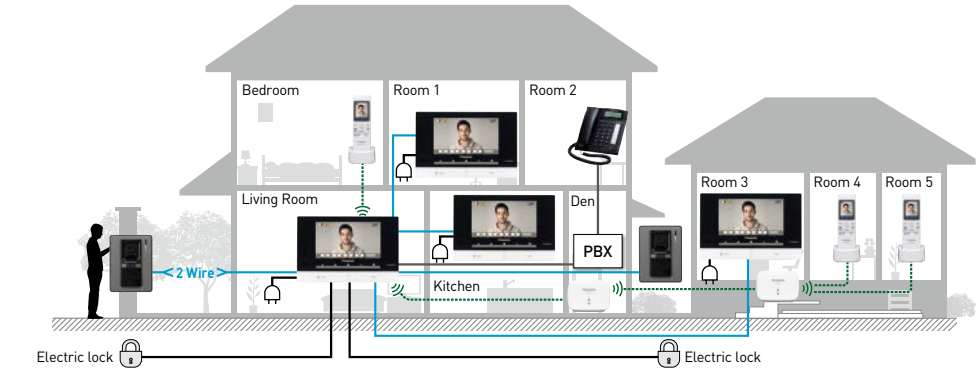 Bedroom
Room 1
Room 2
Room 3
Room 4
Room 5
Living Room
Den
PBX
2 Wire
Kitchen
Electric lock
Electric lock